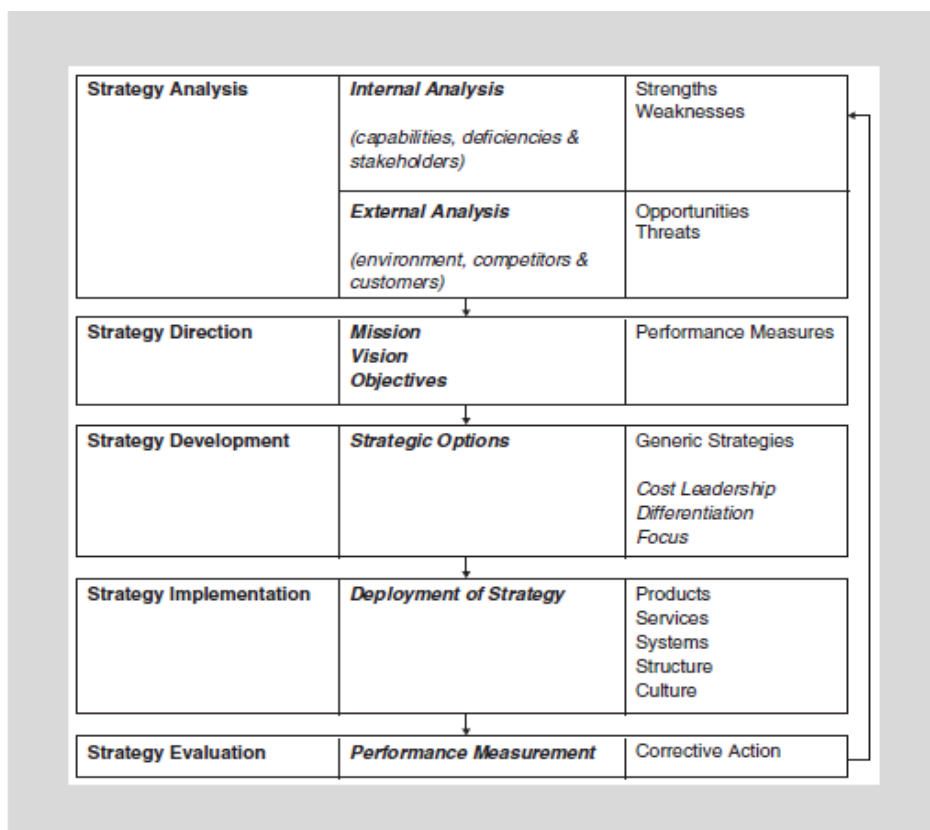 Strategy Analysis
Internal Analysis
(capabilities, deficiencies &
stakeholders)
Strengths
Weaknesses
External Analysis
(environment, competitors &
customers)
Opportunities
Threats
Strategy Direction
Mission
Vision
Objectives
Performance Measures
Strategy Development
Strategic Options
Generic Strategies
Cost Leadership
Differentiation
Focus
Strategy Implementation
Deployment of Strategy
Products
Services
Systems
Structure
Culture
Strategy Evaluation
Performance Measurement
Corrective Action